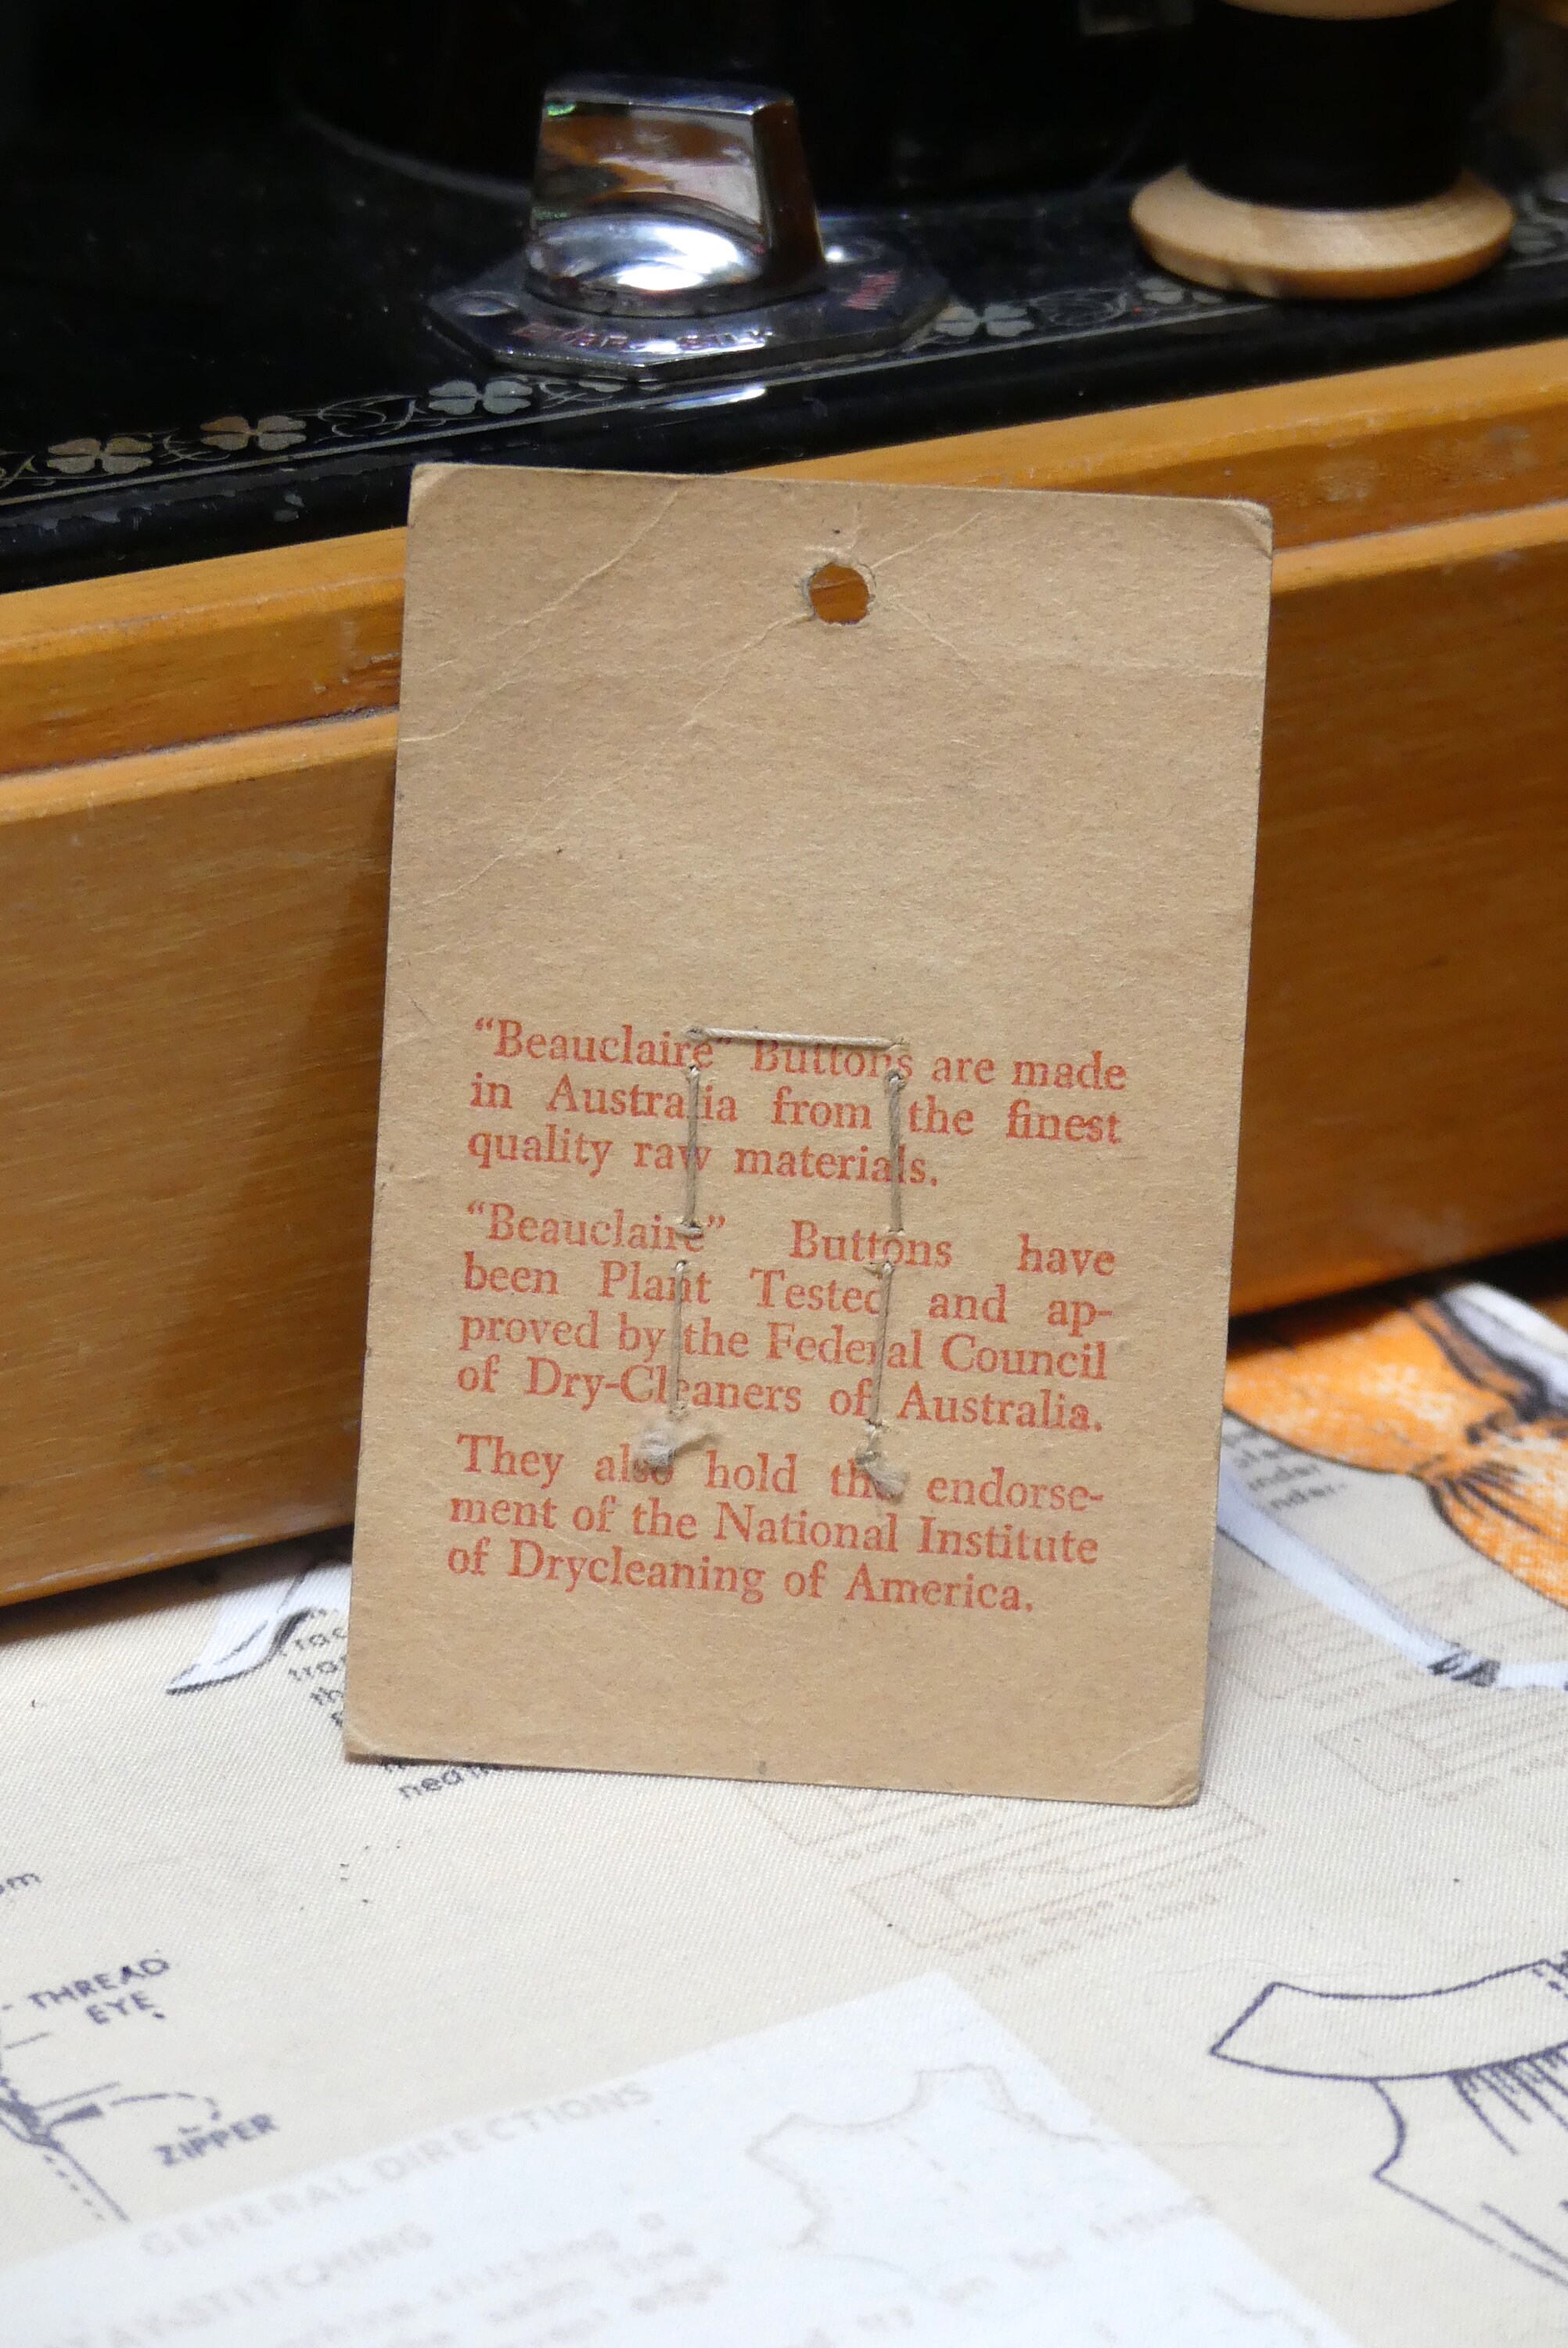 SILK
"Beauclaire" Buttons are made
in Australia from the finest
quality raw materials.
"Beauclaire" Buttons have
been Plant Tested and ap-
proved by the Federal Council
of Dry-Cleaners of Australia.
They also hold the endorse-
ment of the National Institute
of Drycleaning of America.
THREAD
EYE
ZIPPER
GENERAL DIRECTIONS